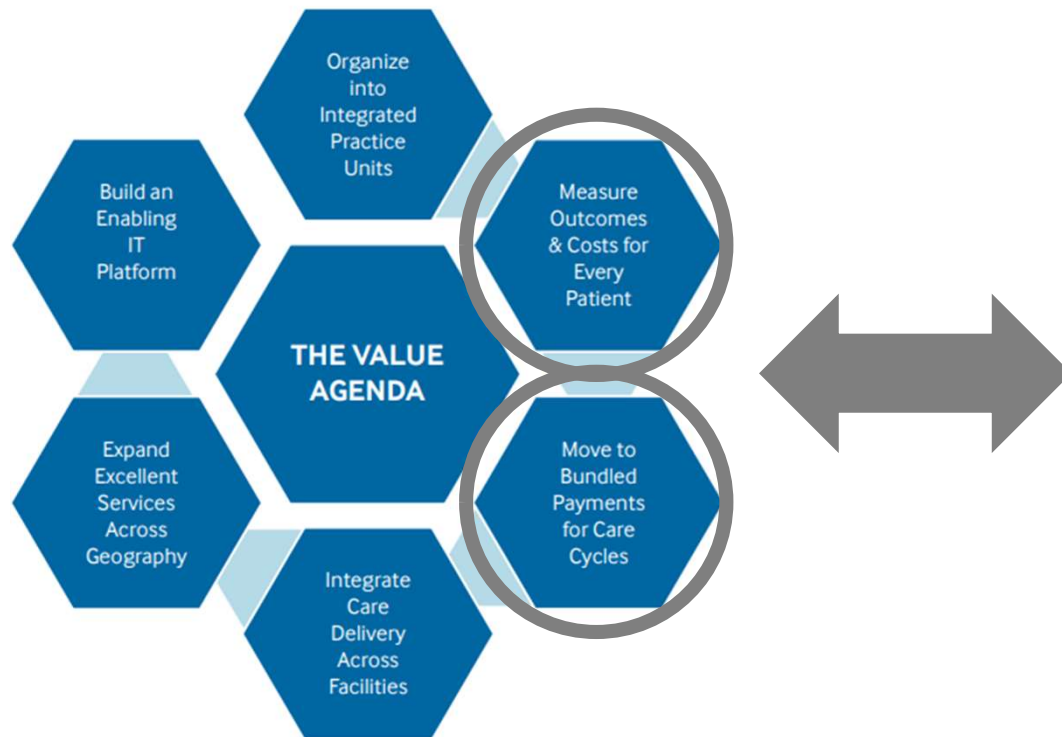 Organize
into
Integrated
Practice
Units
Measure
Outcomes
& Costs for
Every
Patient
Build an
Enabling
IT
Platform
THE VALUE
AGENDA
Move to
Bundled
Payments
for Care
Cycles
Expand
Excellent
Services
Across
Geography
Integrate
Care
Delivery
Across
Facilities